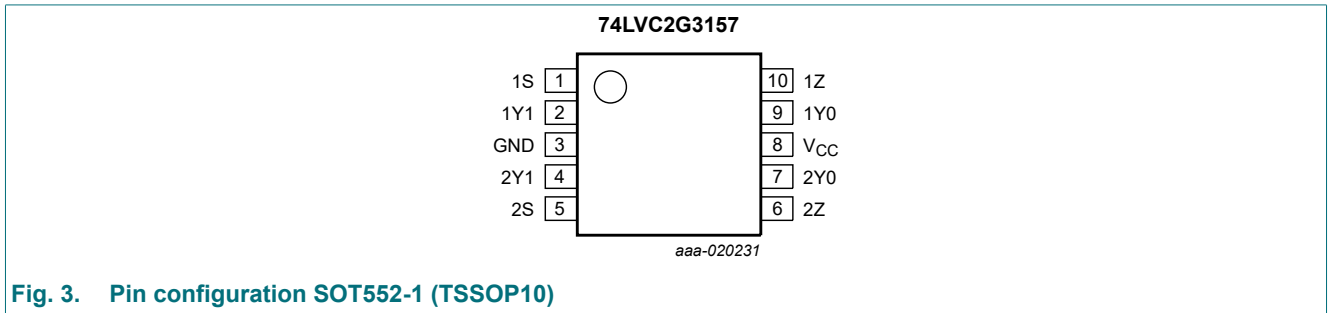 74LVC2G3157
1S 1 10 1Z
1Y1 2 9 1Y0
GND 3 8 VCC
2Y1 4 7 2Y0
2S 5 6 2Z
aaa-020231
Fig. 3. Pin configuration SOT552-1 (TSSOP10)